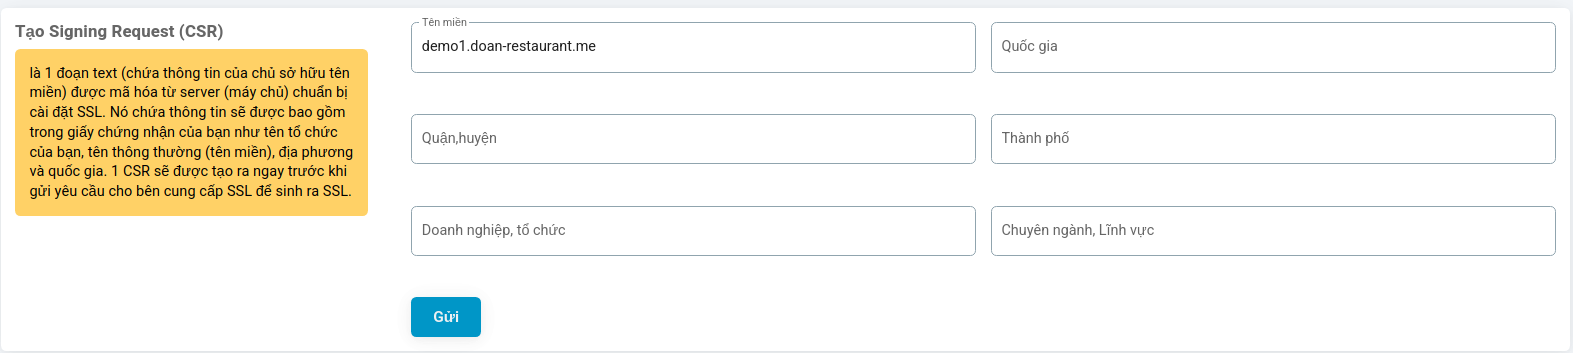 Tạo Signing Request (CSR)
là 1 đoạn text (chứa thông tin của chủ sở hữu tên
miền) được mã hóa từ server (máy chủ) chuẩn bị
cài đặt SSL. Nó chứa thông tin sẽ được bao gồm
trong giấy chứng nhận của bạn như tên tổ chức
của bạn, tên thông thường (tên miền), địa phương
và quốc gia. 1 CSR sẽ được tạo ra ngay trước khi
gửi yêu cầu cho bên cung cấp SSL để sinh ra SSL.
Tên miền
demo1.doan-restaurant.me
Quốc gia
Quận,huyện
Thành phố
Doanh nghiệp, tổ chức
Chuyên ngành, Lĩnh vực
Gửi